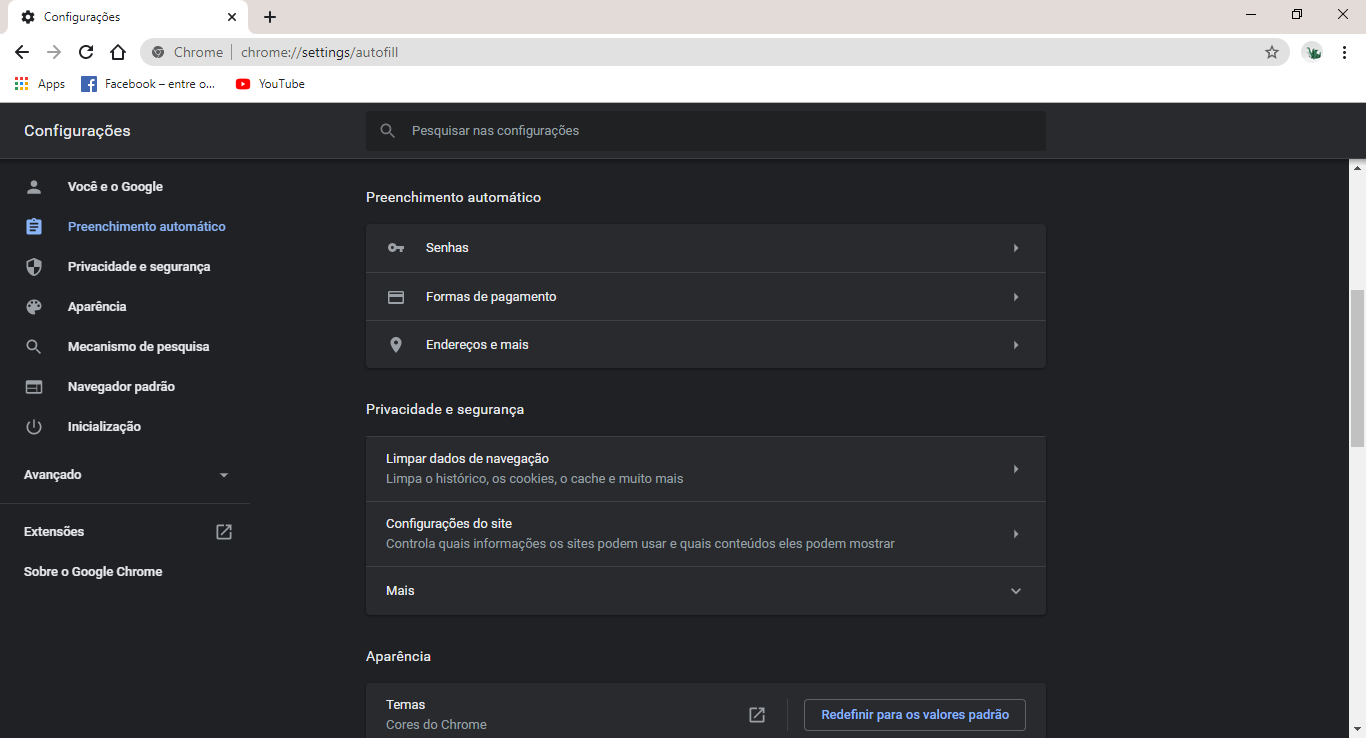 Configurações
Chrome | chrome://settings/autofill
Apps
Facebook – entre o...
YouTube
Configurações
Pesquisar nas configurações
Você e o Google
Preenchimento automático
Privacidade e segurança
Aparência
Mecanismo de pesquisa
Navegador padrão
Inicialização
Avançado
Extensões
Sobre o Google Chrome
Preenchimento automático
Senhas
Formas de pagamento
Endereços e mais
Privacidade e segurança
Limpar dados de navegação
Limpa o histórico, os cookies, o cache e muito mais
Configurações do site
Controla quais informações os sites podem usar e quais conteúdos eles podem mostrar
Mais
Aparência
Temas
Cores do Chrome
Redefinir para os valores padrão